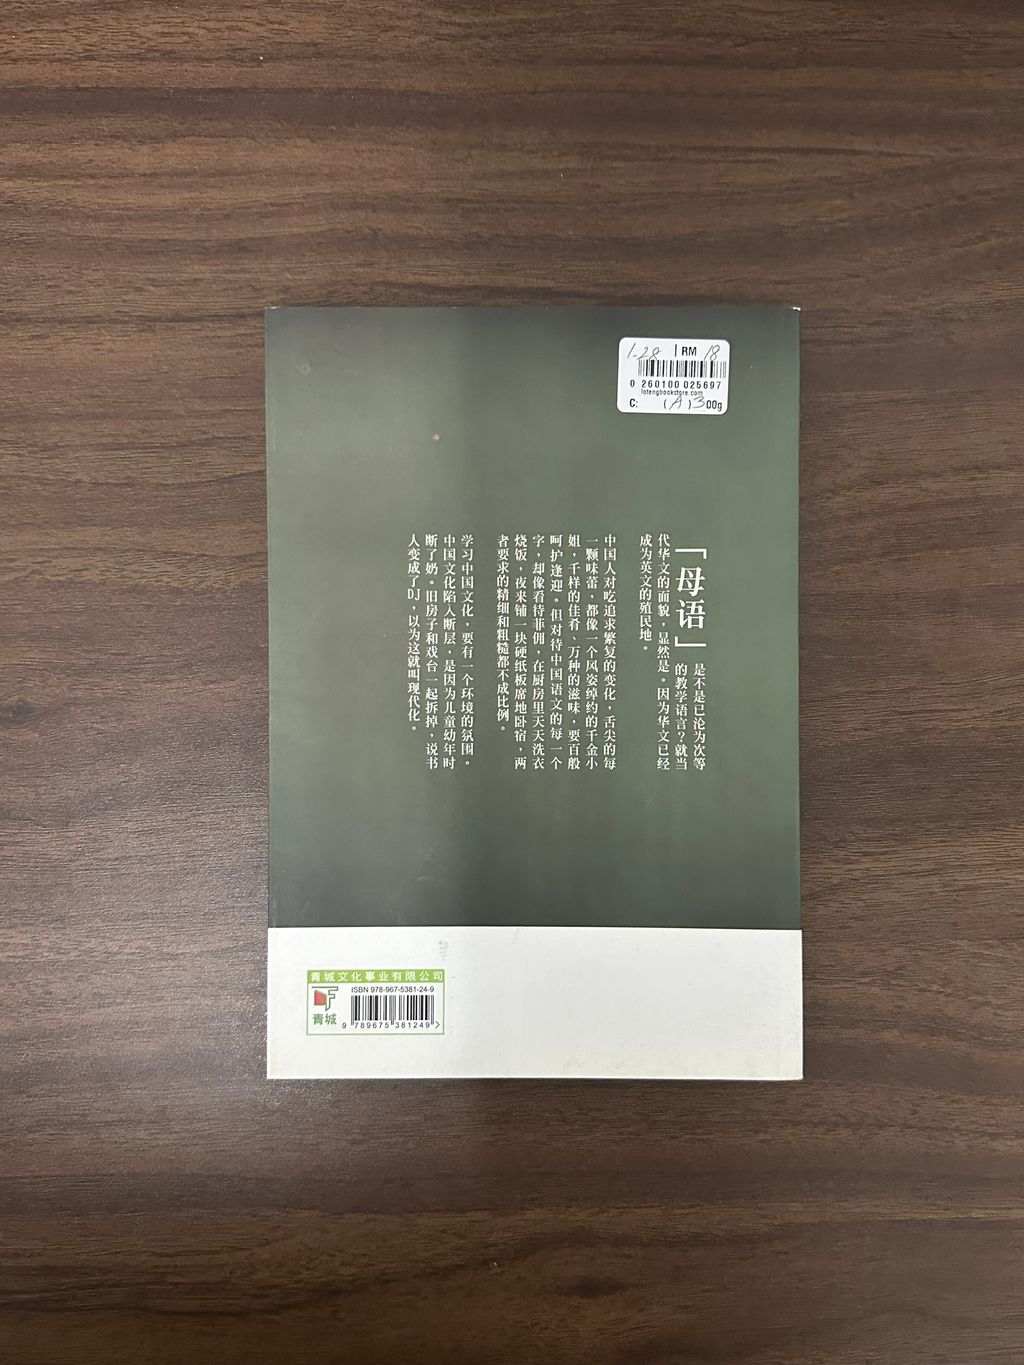 1-28 RM 18
0 260100 025697
lotengbookstore.com
C: (A) 300g
「母语」
是不是已沦为次等
的教学语言？就当
代华文的面貌，显然是。因为华文已经
成为英文的殖民地。
中国人对吃追求繁复的变化，舌尖的每
一颗味蕾，都像一个风姿绰约的千金小
姐，千样的佳肴、万种的滋味，要百般
呵护逢迎。但对待中国语文的每一个
字，却像看待菲佣，在厨房里天天洗衣
烧饭，夜来铺一块硬纸板席地卧宿，两
者要求的精细和粗糙都不成比例。
学习中国文化，要有一个环境的氛围。
中国文化陷入断层，是因为儿童幼年时
断了奶。旧房子和戏台一起拆掉，说书
人变成了DJ，以为这就叫现代化。
青城文化事业有限公司
ISBN 978-967-5381-24-9
青城
9 789675 381249 >